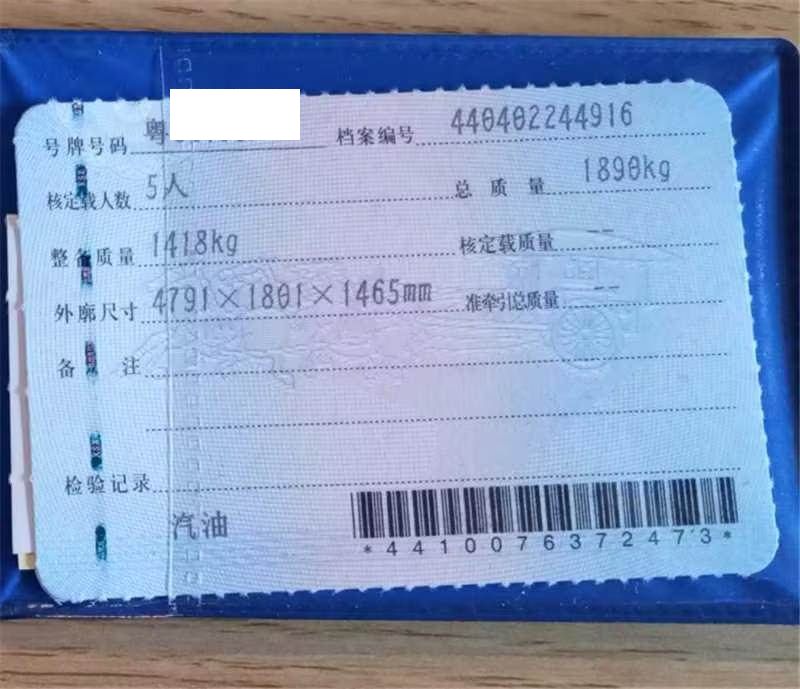 号牌号码 粤 档案编号 440402244916
核定载人数 5人 总质量 1890kg
整备质量 1418kg 核定载质量 --
外廓尺寸 4791×1801×1465mm 准牵引总质量 --
备注
检验记录
汽油
*4410076372473*